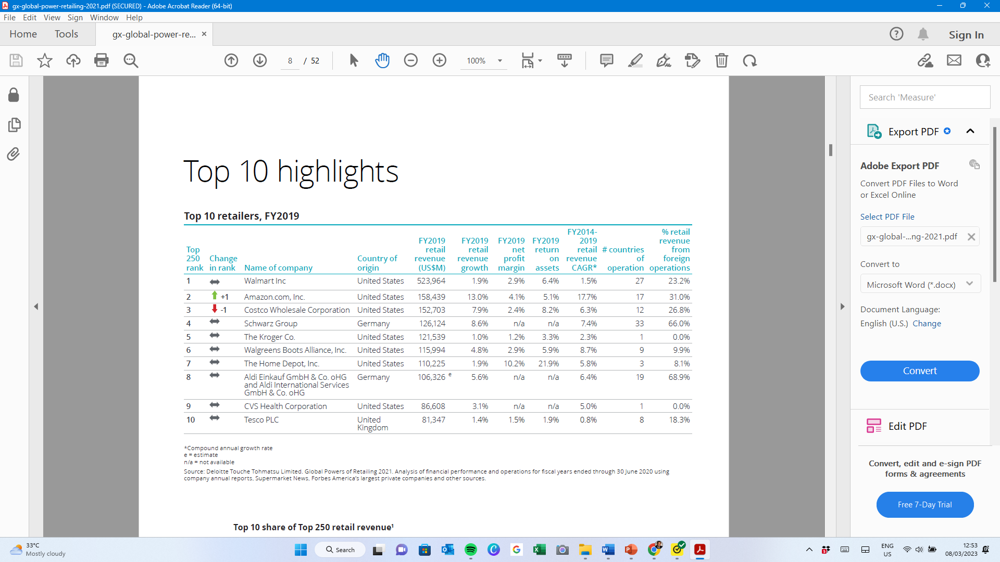 gx-global-power-retailing-2021.pdf (SECURED) - Adobe Acrobat Reader (64-bit)
File Edit View Sign Window Help
Home Tools gx-global-power-re... × Sign In
8 / 52 100%
Search 'Measure'
Export PDF
Adobe Export PDF
Convert PDF Files to Word
or Excel Online
Select PDF File
gx-global-...ng-2021.pdf
Convert to
Microsoft Word (*.docx)
Document Language:
English (U.S.) Change
Convert
Edit PDF
Convert, edit and e-sign PDF
forms & agreements
Free 7-Day Trial
Top 10 highlights
Top 10 retailers, FY2019
Top 250 rank Change in rank Name of company Country of origin FY2019 retail revenue (US$M) FY2019 retail revenue growth FY2019 net profit margin FY2019 return on assets FY2014-2019 retail revenue CAGR* # countries of operation % retail revenue from foreign operations
1 Walmart Inc United States 523,964 1.9% 2.9% 6.4% 1.5% 27 23.2%
2 +1 Amazon.com, Inc. United States 158,439 13.0% 4.1% 5.1% 17.7% 17 31.0%
3 -1 Costco Wholesale Corporation United States 152,703 7.9% 2.4% 8.2% 6.3% 12 26.8%
4 Schwarz Group Germany 126,124 8.6% n/a n/a 7.4% 33 66.0%
5 The Kroger Co. United States 121,539 1.0% 1.2% 3.3% 2.3% 1 0.0%
6 Walgreens Boots Alliance, Inc. United States 115,994 4.8% 2.9% 5.9% 8.7% 9 9.9%
7 The Home Depot, Inc. United States 110,225 1.9% 10.2% 21.9% 5.8% 3 8.1%
8 Aldi Einkauf GmbH & Co. oHG Germany 106,326 e 5.6% n/a n/a 6.4% 19 68.9%
and Aldi International Services
GmbH & Co. oHG
9 CVS Health Corporation United States 86,608 3.1% n/a n/a 5.0% 1 0.0%
10 Tesco PLC United 81,347 1.4% 1.5% 1.9% 0.8% 8 18.3%
Kingdom
*Compound annual growth rate
e = estimate
n/a = not available
Source: Deloitte Touche Tohmatsu Limited. Global Powers of Retailing 2021. Analysis of financial performance and operations for fiscal years ended through 30 June 2020 using
company annual reports, Supermarket News, Forbes America's largest private companies and other sources.
Top 10 share of Top 250 retail revenue¹
33°C
Mostly cloudy
Search
ENG
US
12:53
08/03/2023